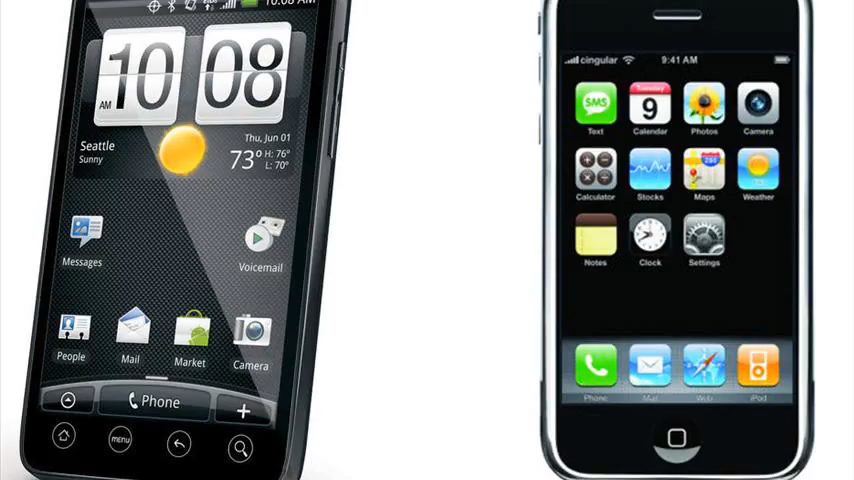 10:08 AM
10 08
AM
Seattle
Sunny
Thu, Jun 01
73° H: 76°
L: 70°
Messages
Voicemail
People
Mail
Market
Camera
Phone
MENU
cingular 9:41 AM
SMS
Tuesday
9
280
Text Calendar Photos Camera
Calculator Stocks Maps Weather
Notes Clock Settings
Phone Mail Web iPod